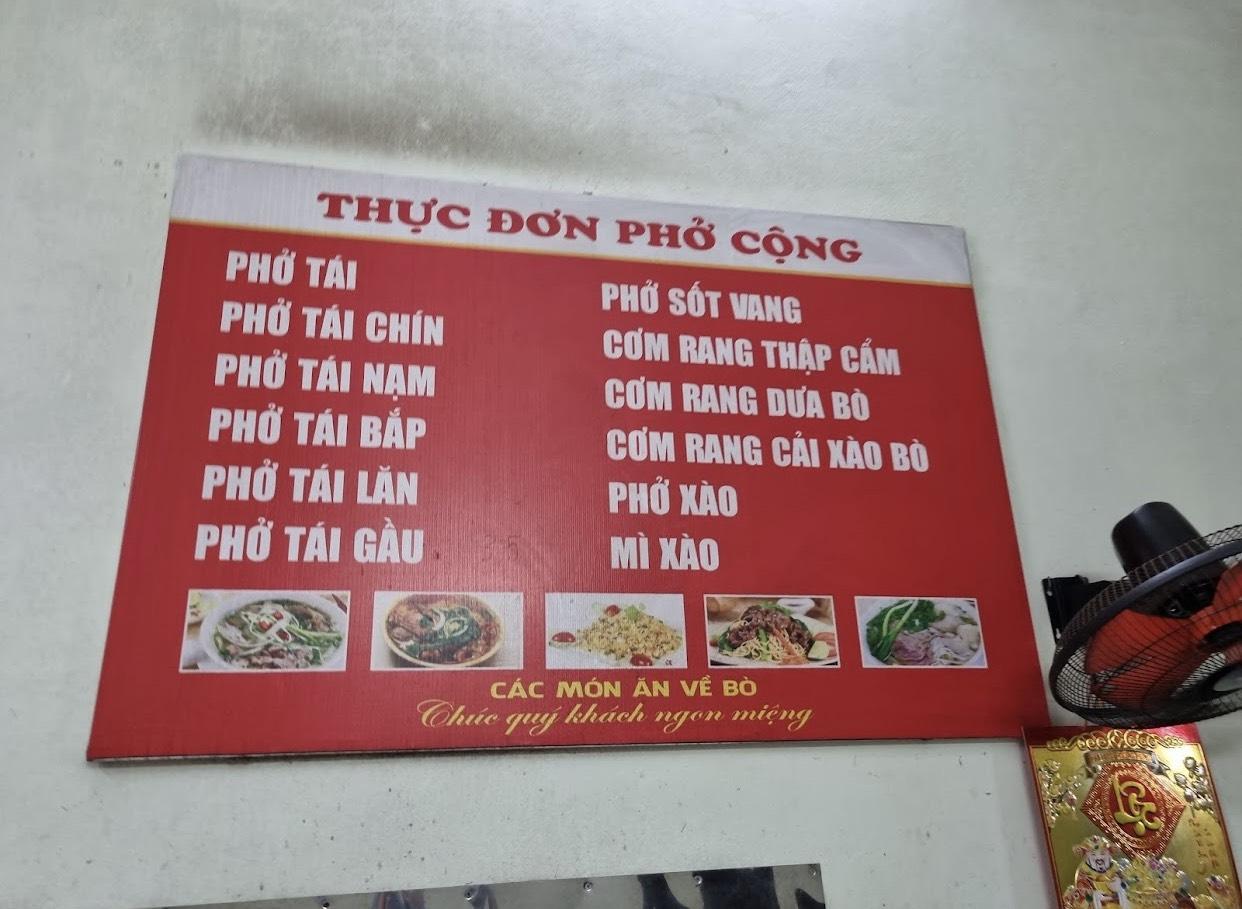 THỰC ĐƠN PHỞ CỘNG
PHỞ TÁI
PHỞ TÁI CHÍN
PHỞ TÁI NẠM
PHỞ TÁI BẮP
PHỞ TÁI LĂN
PHỞ TÁI GẦU
PHỞ SỐT VANG
CƠM RANG THẬP CẨM
CƠM RANG DƯA BÒ
CƠM RANG CẢI XÀO BÒ
PHỞ XÀO
MÌ XÀO
CÁC MÓN ĂN VỀ BÒ
Chúc quý khách ngon miệng